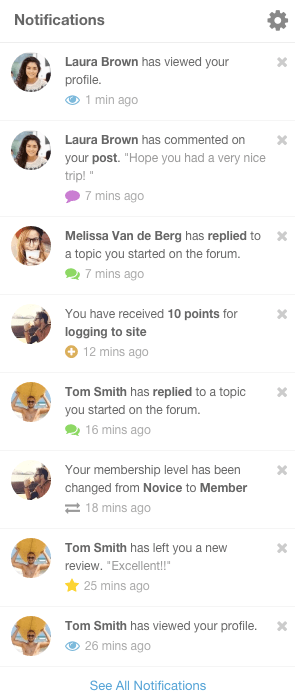 Notifications
Laura Brown has viewed your
profile.
1 min ago
Laura Brown has commented on
your post. "Hope you had a very nice
trip! "
7 mins ago
Melissa Van de Berg has replied to
a topic you started on the forum.
7 mins ago
You have received 10 points for
logging to site
12 mins ago
Tom Smith has replied to a topic
you started on the forum.
16 mins ago
Your membership level has been
changed from Novice to Member
18 mins ago
Tom Smith has left you a new
review. "Excellent!!"
25 mins ago
Tom Smith has viewed your profile.
26 mins ago
See All Notifications